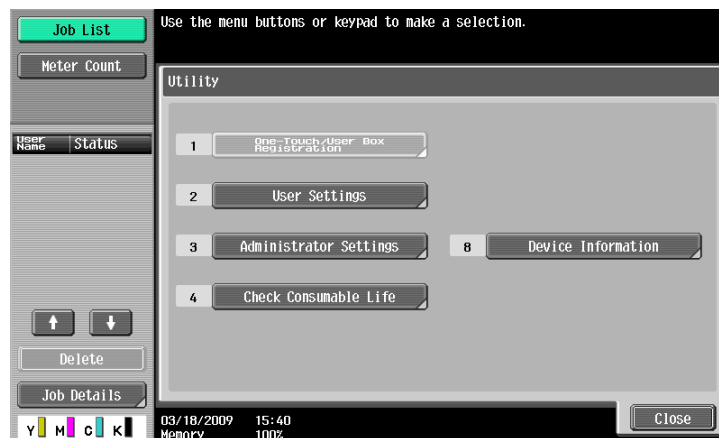 Job List
Use the menu buttons or keypad to make a selection.
Meter Count
Utility
User Name Status
1 One-Touch/User Box Registration
2 User Settings
3 Administrator Settings
8 Device Information
4 Check Consumable Life
Delete
Job Details
Y M C K
03/18/2009 15:40
Memory 100%
Close